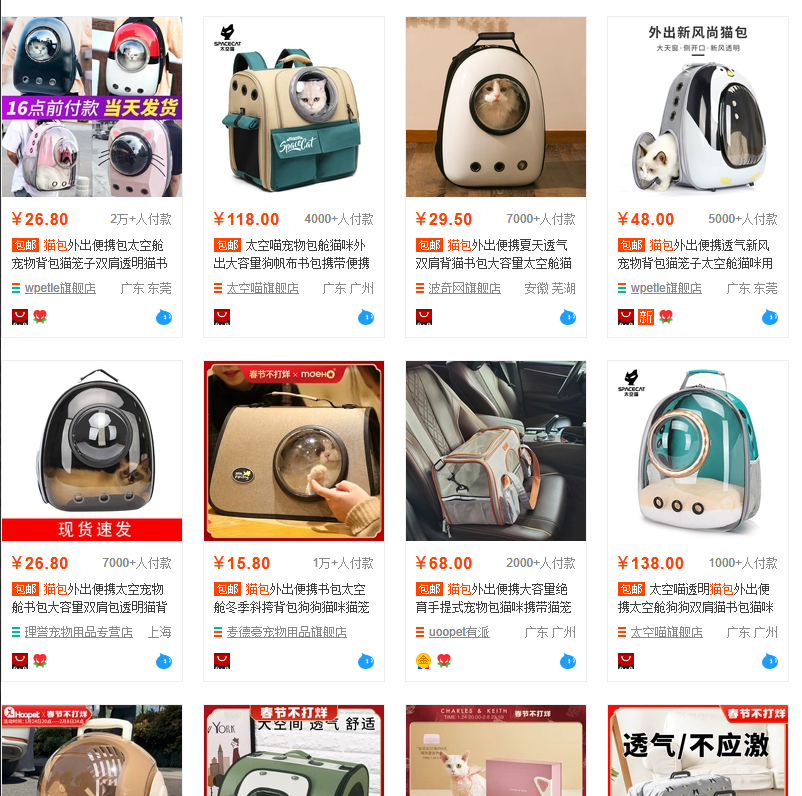 16点前付款 当天发货
SPACECAT
太空喵
SpaceCat
外出新风尚猫包
大天窗·侧开口·新风透明
¥26.80 2万+人付款
包邮 猫包外出便携包太空舱
宠物背包猫笼子双肩透明猫书
wpetle旗舰店 广东 东莞
¥118.00 4000+人付款
包邮 太空喵宠物包舱猫咪外
出大容量狗帆布书包携带便携
太空喵旗舰店 广东 广州
¥29.50 7000+人付款
包邮 猫包外出便携夏天透气
双肩背猫书包大容量太空舱猫
波奇网旗舰店 安徽 芜湖
¥48.00 5000+人付款
包邮 猫包外出便携透气新风
宠物背包猫笼子太空舱猫咪用
wpetle旗舰店 广东 东莞
新
现货速发
春节不打烊 × MOEHO
SPACECAT
太空喵
¥26.80 7000+人付款
包邮 猫包外出便携太空宠物
舱书包大容量双肩包透明猫背
理誉宠物用品专营店 上海
¥15.80 1万+人付款
包邮 猫包外出便携书包太空
舱冬季斜挎背包狗狗猫咪猫笼
麦德豪宠物用品旗舰店
¥68.00 2000+人付款
包邮 猫包外出便携大容量绝
育手提式宠物包猫咪携带猫笼
uoopet有派 广东 广州
金
¥138.00 1000+人付款
包邮 太空喵透明猫包外出便
携太空舱狗狗双肩猫书包猫咪
太空喵旗舰店 广东 广州
Hoopet × 春节不打烊
春节不打烊
YORK
大空间 透气 舒适
CHARLES & KEITH 春节不打烊
春节不打烊
透气/不应激